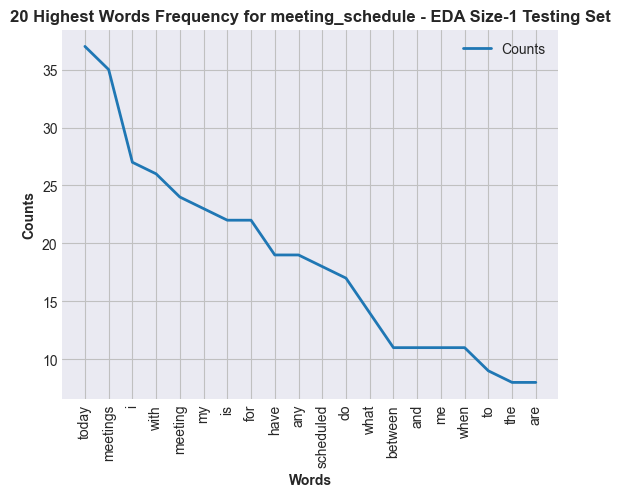 20 Highest Words Frequency for meeting_schedule - EDA Size-1 Testing Set
Counts
35
30
25
20
15
10
Counts
today
meetings
i
with
meeting
my
is
for
have
any
scheduled
do
what
between
and
me
when
to
the
are
Words